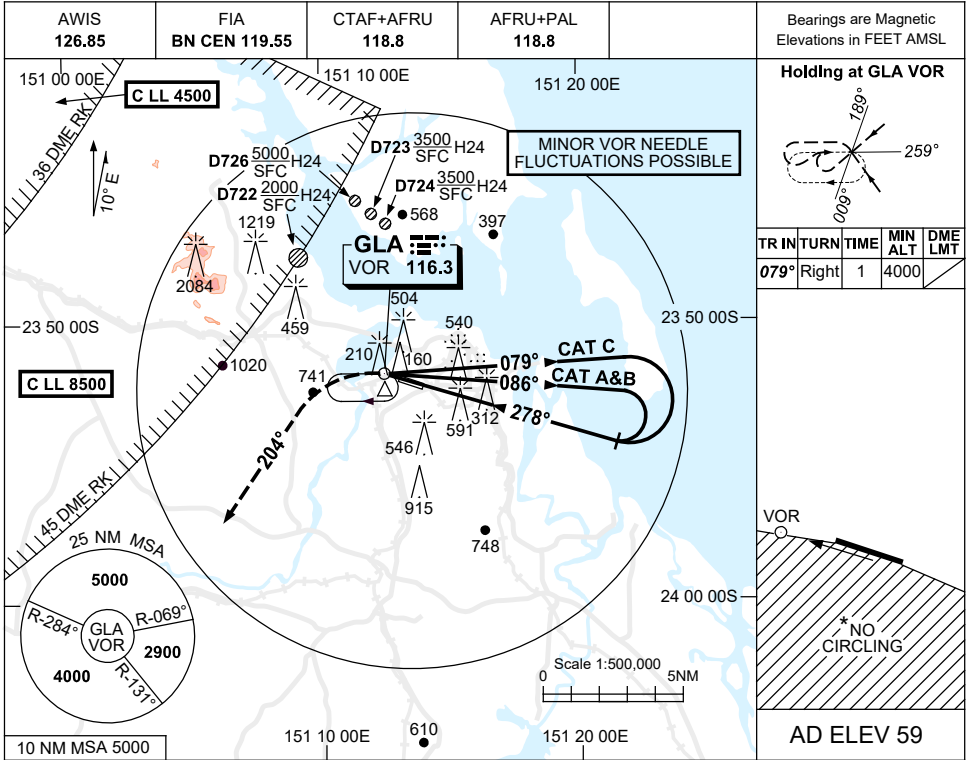 AWIS
126.85
FIA
BN CEN 119.55
CTAF+AFRU
118.8
AFRU+PAL
118.8
Bearings are Magnetic
Elevations in FEET AMSL
151 00 00E
151 10 00E
151 20 00E
C LL 4500
36 DME RK
10° E
D726 5000 H24
SFC
D722 2000 H24
SFC
D723 3500 H24
SFC
D724 3500 H24
SFC
MINOR VOR NEEDLE
FLUCTUATIONS POSSIBLE
568
397
1219
2084
459
GLA
VOR 116.3
504
540
210
160
23 50 00S
23 50 00S
1020
741
C LL 8500
079°
CAT C
086°
CAT A&B
278°
312
591
546
204°
915
748
45 DME RK
25 NM MSA
5000
R-284°
R-069°
GLA
VOR
2900
4000
R-131°
24 00 00S
Scale 1:500,000
0
5NM
610
151 10 00E
151 20 00E
10 NM MSA 5000
Holding at GLA VOR
189°
259°
009°
TR IN TURN TIME MIN ALT DME LMT
079° Right 1 4000
VOR
*NO
CIRCLING
AD ELEV 59